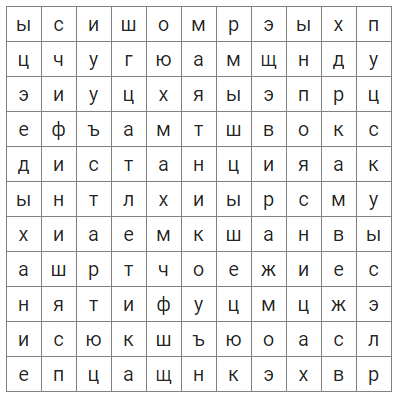 ы с и ш о м р э ы х п
ц ч у г ю а м щ н д у
э и у ц х я ы э п р ц
е ф ъ а м т ш в о к с
д и с т а н ц и я а к
ы н т л х и ы р с м у
х и а е м к ш а н в ы
а ш р т ч о е ж и е с
н я т и ф у ц м ц ж э
и с ю к ш ъ ю о а с л
е п ц а щ н к э х в р